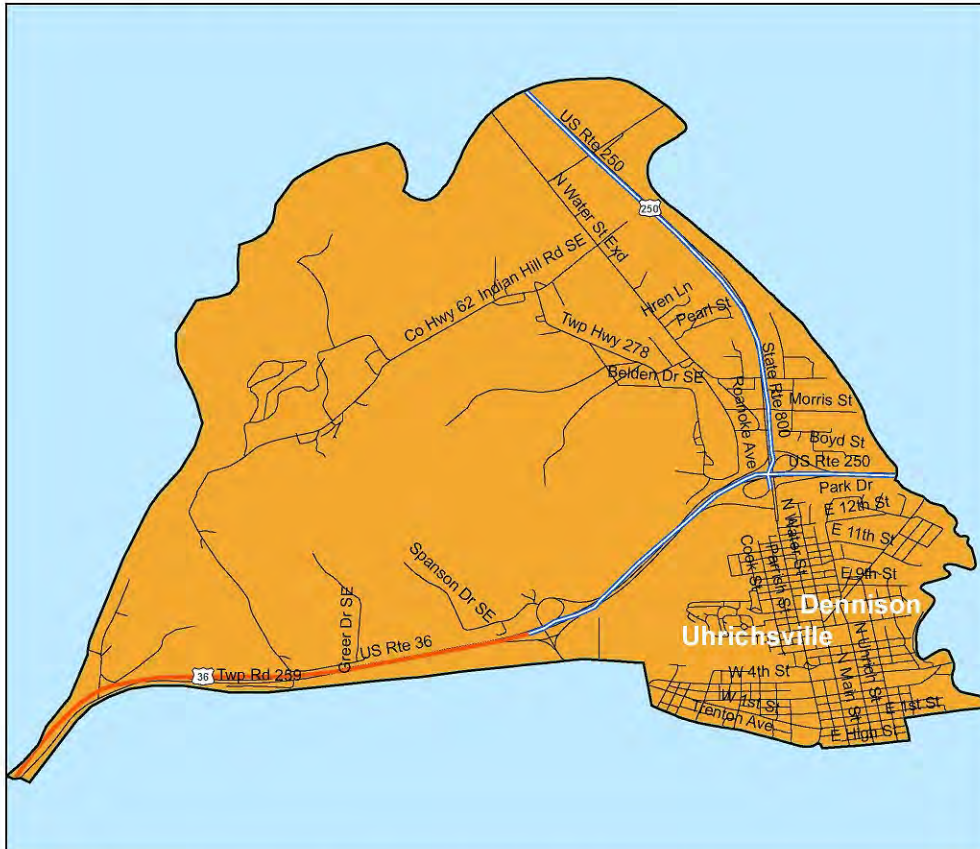 US Rte 250
250
N Water St Exd
Co Hwy 62 Indian Hill Rd SE
Hren Ln
Pearl St
Twp Hwy 278
Belden Dr SE
State Rte 800
Roanoke Ave
Morris St
Boyd St
US Rte 250
Park Dr
E 12th St
N Water St
E 11th St
Cook St
Parrish St
E 9th St
Spanson Dr SE
Dennison
Uhrichsville
Greer Dr SE
US Rte 36
N Uhrich St
N Main St
36
Twp Rd 259
W 4th St
W 1st St
E 1st St
Trenton Ave
E High St